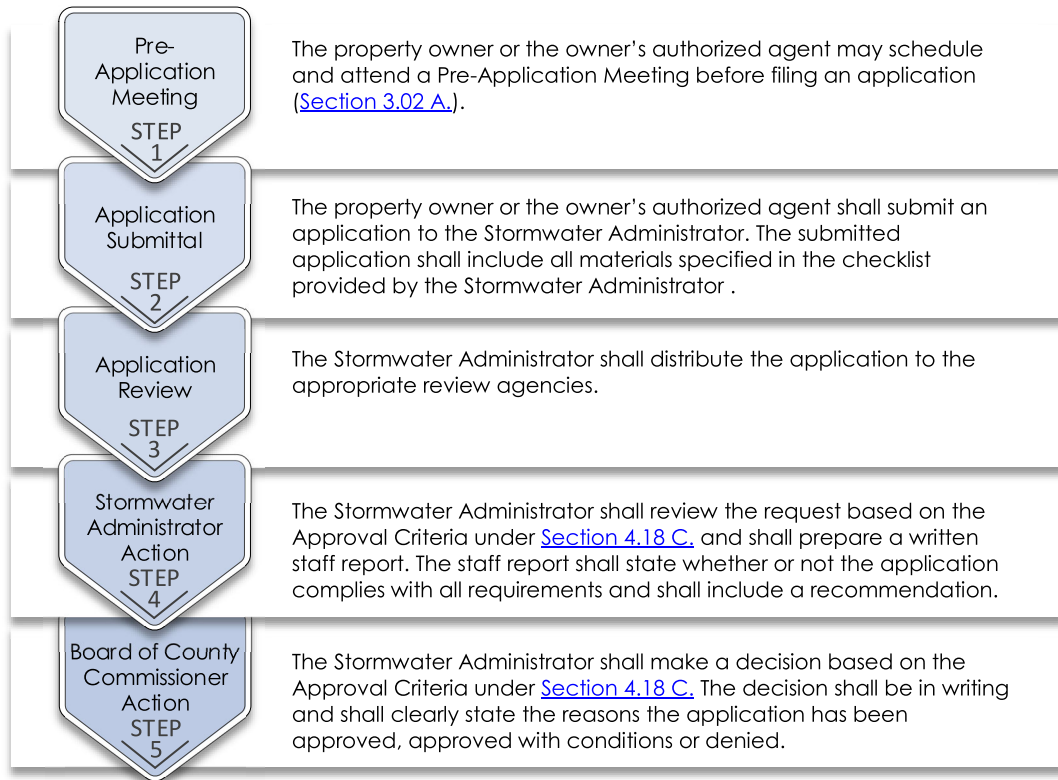 Pre-
Application
Meeting
STEP
1
The property owner or the owner’s authorized agent may schedule
and attend a Pre-Application Meeting before filing an application
(Section 3.02 A.).
Application
Submittal
STEP
2
The property owner or the owner’s authorized agent shall submit an
application to the Stormwater Administrator. The submitted
application shall include all materials specified in the checklist
provided by the Stormwater Administrator .
Application
Review
STEP
3
The Stormwater Administrator shall distribute the application to the
appropriate review agencies.
Stormwater
Administrator
Action
STEP
4
The Stormwater Administrator shall review the request based on the
Approval Criteria under Section 4.18 C. and shall prepare a written
staff report. The staff report shall state whether or not the application
complies with all requirements and shall include a recommendation.
Board of County
Commissioner
Action
STEP
5
The Stormwater Administrator shall make a decision based on the
Approval Criteria under Section 4.18 C. The decision shall be in writing
and shall clearly state the reasons the application has been
approved, approved with conditions or denied.